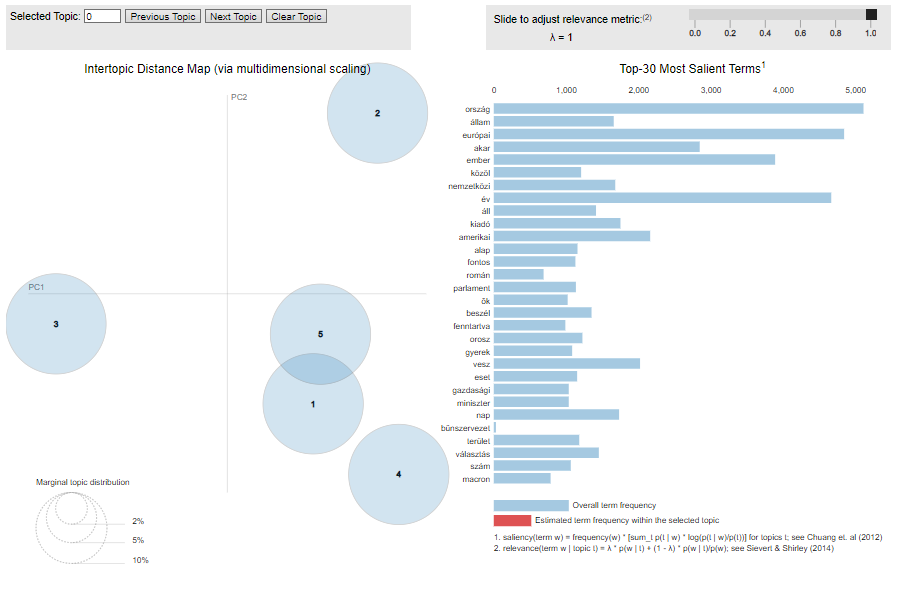 Selected Topic: 0 Previous Topic Next Topic Clear Topic
Slide to adjust relevance metric:(2)
λ = 1
0.0 0.2 0.4 0.6 0.8 1.0
Intertopic Distance Map (via multidimensional scaling)
PC2
PC1
2
3
5
1
4
Marginal topic distribution
2%
5%
10%
Top-30 Most Salient Terms1
0 1,000 2,000 3,000 4,000 5,000
ország
állam
európai
akar
ember
közöl
nemzetközi
év
áll
kiadó
amerikai
alap
fontos
román
parlament
ők
beszél
fenntartva
orosz
gyerek
vesz
eset
gazdasági
miniszter
nap
bűnszervezet
terület
választás
szám
macron
Overall term frequency
Estimated term frequency within the selected topic
1. saliency(term w) = frequency(w) * [sum_t p(t | w) * log(p(t | w)/p(t))] for topics t; see Chuang et. al (2012)
2. relevance(term w | topic t) = λ * p(w | t) + (1 - λ) * p(w | t)/p(w); see Sievert & Shirley (2014)